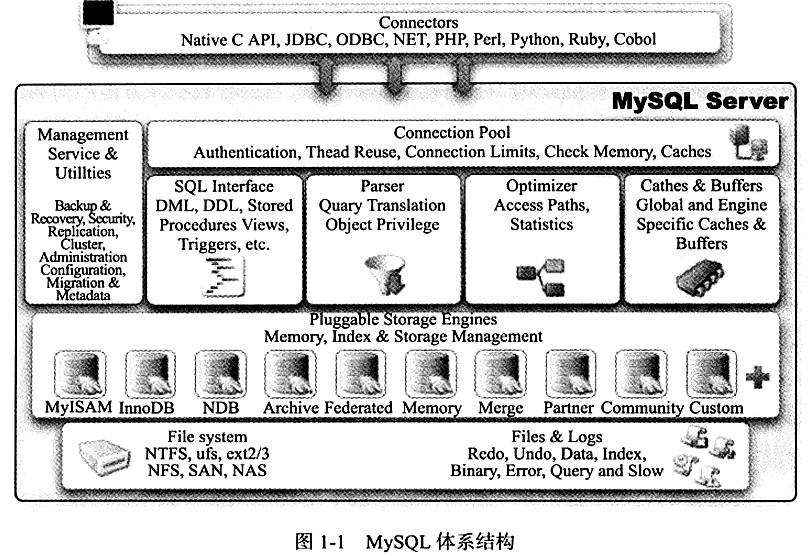 Connectors
Native C API, JDBC, ODBC, NET, PHP, Perl, Python, Ruby, Cobol
MySQL Server
Management
Service &
Utillties
Backup &
Recovery, Security,
Replication,
Cluster,
Administration
Configuration,
Migration &
Metadata
Connection Pool
Authentication, Thead Reuse, Connection Limits, Check Memory, Caches
SQL Interface
DML, DDL, Stored
Procedures Views,
Triggers, etc.
Parser
Quary Translation
Object Privilege
Optimizer
Access Paths,
Statistics
Cathes & Buffers
Global and Engine
Specific Caches &
Buffers
Pluggable Storage Engines
Memory, Index & Storage Management
MyISAM InnoDB NDB Archive Federated Memory Merge Partner Community Custom
File system
NTFS, ufs, ext2/3
NFS, SAN, NAS
Files & Logs
Redo, Undo, Data, Index,
Binary, Error, Query and Slow
图 1-1 MySQL 体系结构